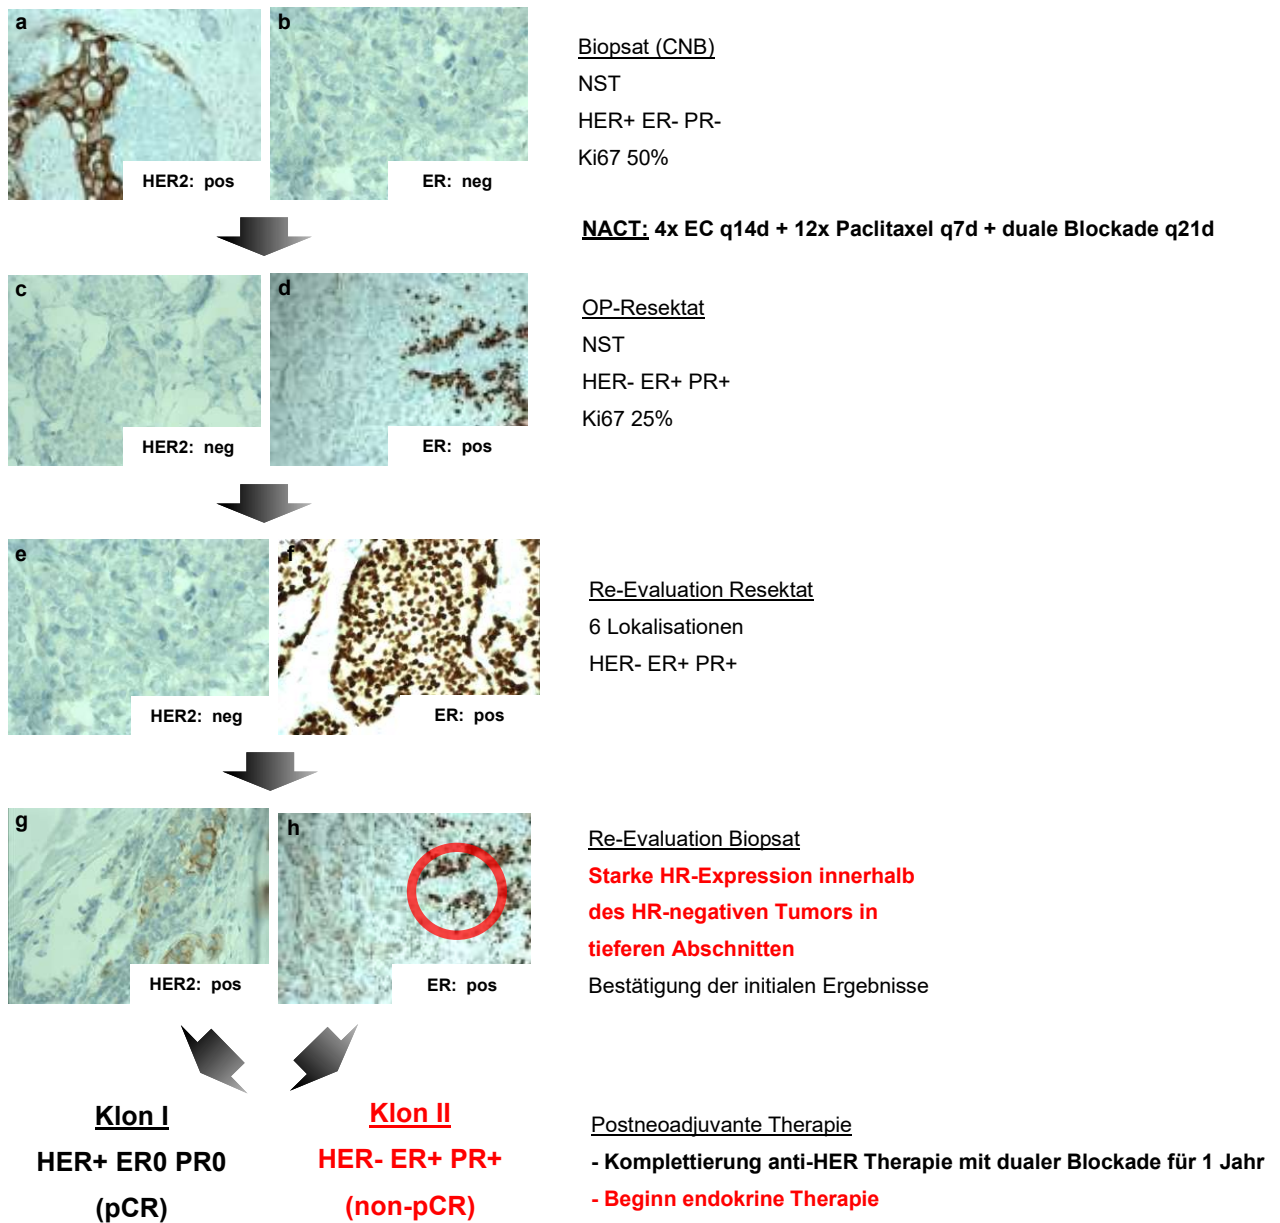 a
b
HER2: pos
ER: neg
Biopsat (CNB)
NST
HER+ ER- PR-
Ki67 50%
NACT: 4x EC q14d + 12x Paclitaxel q7d + duale Blockade q21d
c
d
HER2: neg
ER: pos
OP-Resektat
NST
HER- ER+ PR+
Ki67 25%
e
f
HER2: neg
ER: pos
Re-Evaluation Resektat
6 Lokalisationen
HER- ER+ PR+
g
h
HER2: pos
ER: pos
Re-Evaluation Biopsat
Starke HR-Expression innerhalb
des HR-negativen Tumors in
tieferen Abschnitten
Bestätigung der initialen Ergebnisse
Klon I
HER+ ER0 PR0
(pCR)
Klon II
HER- ER+ PR+
(non-pCR)
Postneoadjuvante Therapie
- Komplettierung anti-HER Therapie mit dualer Blockade für 1 Jahr
- Beginn endokrine Therapie